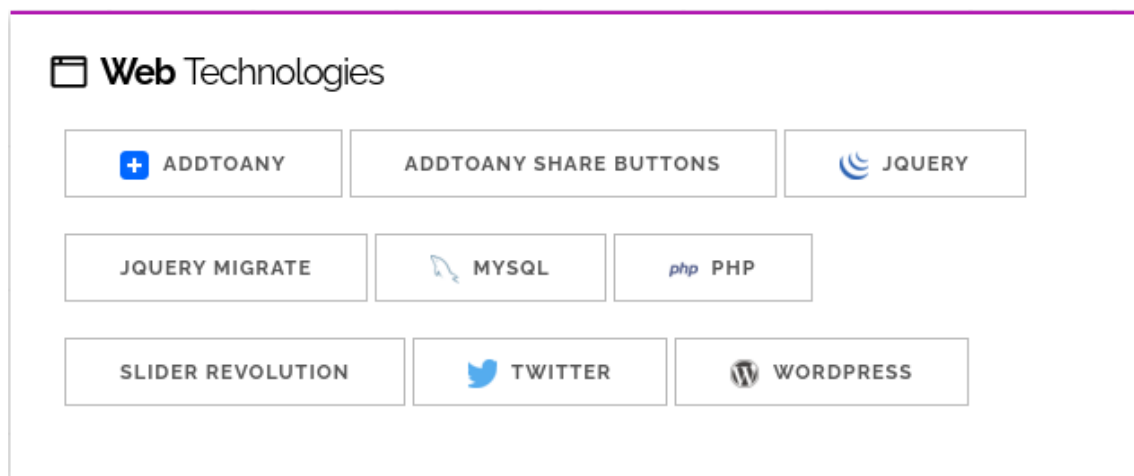 Web Technologies
ADDTOANY ADDTOANY SHARE BUTTONS JQUERY
JQUERY MIGRATE MYSQL php PHP
SLIDER REVOLUTION TWITTER WORDPRESS